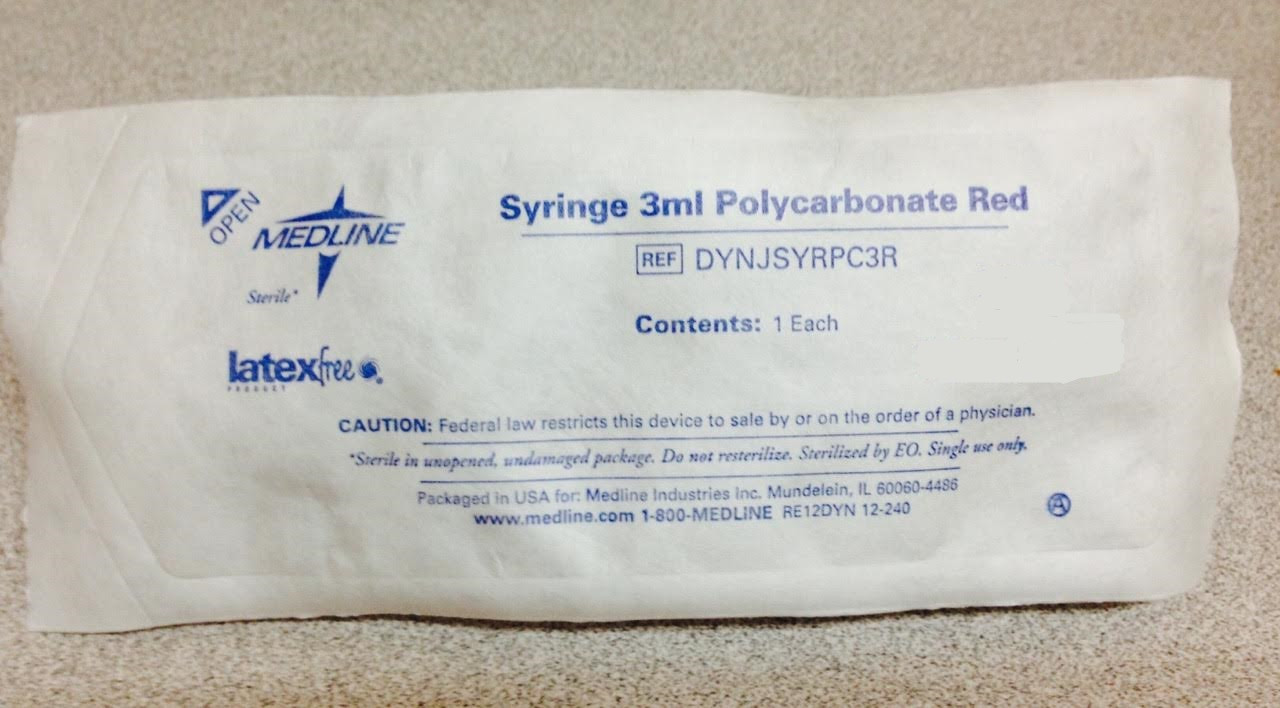 OPEN
MEDLINE
Sterile*
latexfree
PRODUCT
Syringe 3ml Polycarbonate Red
REF DYNJSYRPC3R
Contents: 1 Each
CAUTION: Federal law restricts this device to sale by or on the order of a physician.
*Sterile in unopened, undamaged package. Do not resterilize. Sterilized by EO. Single use only.
Packaged in USA for: Medline Industries Inc. Mundelein, IL 60060-4486
www.medline.com 1-800-MEDLINE RE12DYN 12-240
A